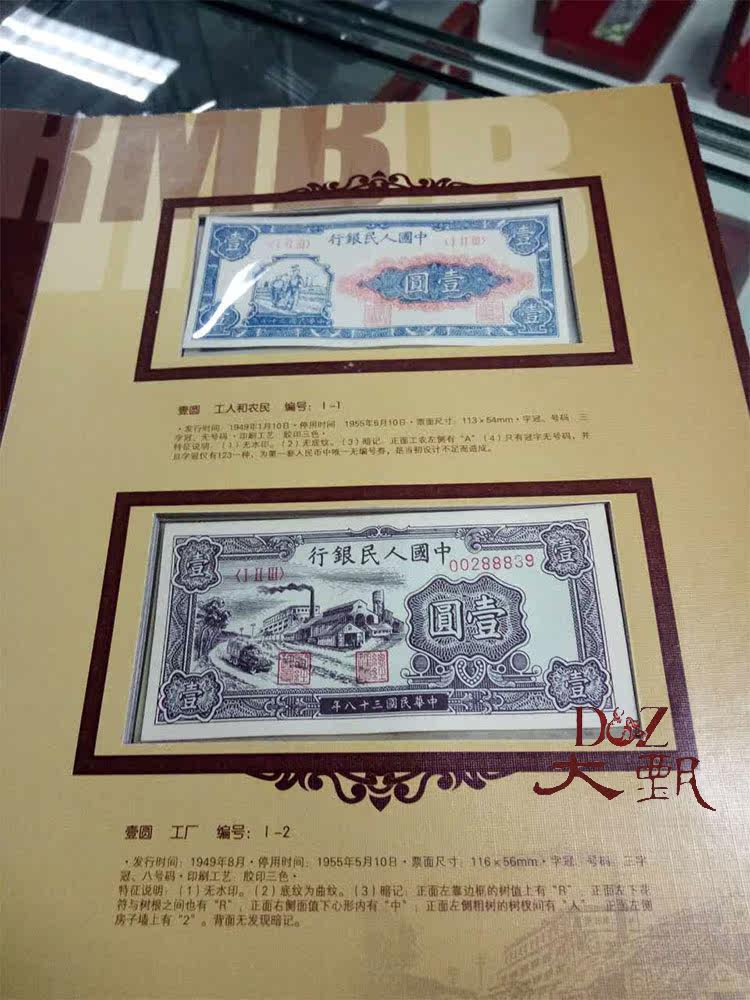 RMB
B
壹
壹
中國人民銀行
〈I II III〉
〈I II III〉
壹圓
壹
壹
壹圆 工人和农民 编号：1-1
·发行时间：1949年1月10日·停用时间：1955年5月10日·票面尺寸：113×54mm·字冠、号码：三
字冠、无号码·印刷工艺：胶印三色·
特征说明：（1）无水印。（2）无底纹。（3）暗记：正面工农左侧有“A”（4）只有冠字无号码，并
且字冠仅有123一种，为第一套人民币中唯一无编号券，是当初设计不足而造成。
壹
壹
中國人民銀行
〈I II III〉
00288839
壹圓
壹
壹
中華民國三十八年
D&Z
大甄
壹圆 工厂 编号：1-2
·发行时间：1949年8月·停用时间：1955年5月10日·票面尺寸：116×56mm·字冠、号码：三字
冠、八号码·印刷工艺：胶印三色·
特征说明：（1）无水印。（2）底纹为曲纹。（3）暗记：正面左靠边框的树值上有“R”，正面左下花
符与树根之间也有“R”；正面右侧面值下心形内有“中”；正面左侧粗树的树杈间有“人”，正面左侧
房子墙上有“2”。背面无发现暗记。